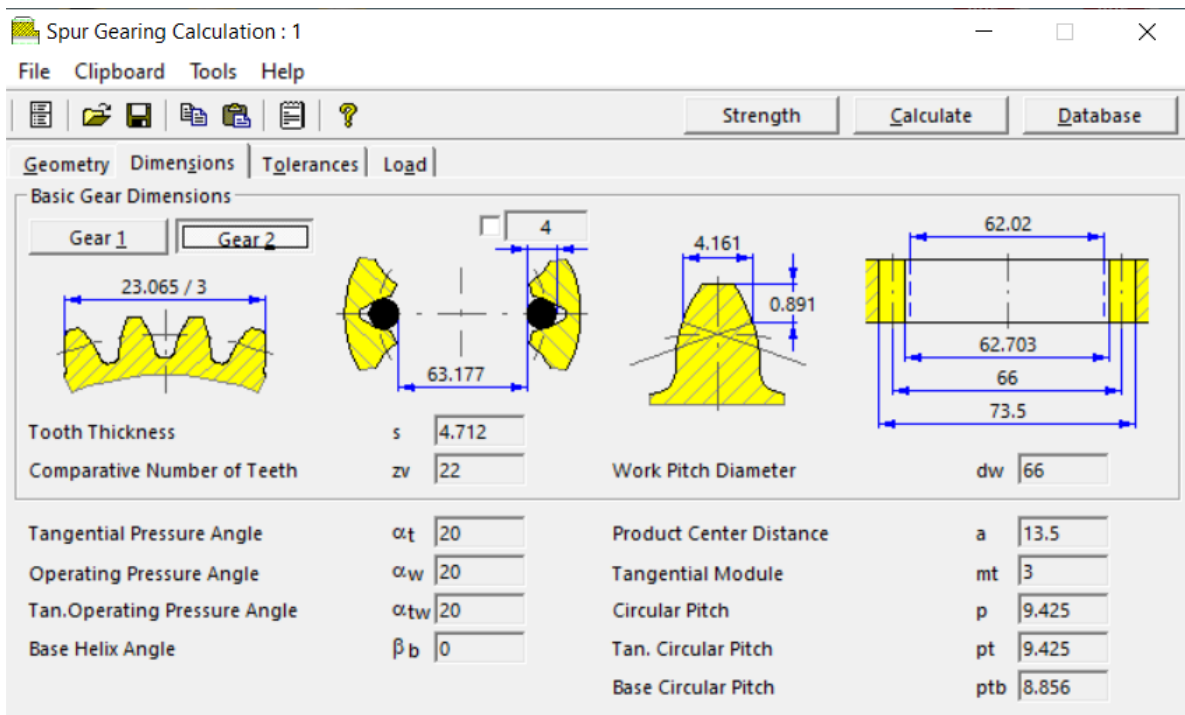 Spur Gearing Calculation : 1
File Clipboard Tools Help
Strength Calculate Database
Geometry Dimensions Tolerances Load
Basic Gear Dimensions
Gear 1 Gear 2
4
62.02
4.161
23.065 / 3
0.891
62.703
63.177
66
73.5
Tooth Thickness s 4.712
Comparative Number of Teeth zv 22
Work Pitch Diameter dw 66
Tangential Pressure Angle αt 20
Product Center Distance a 13.5
Operating Pressure Angle αw 20
Tangential Module mt 3
Tan.Operating Pressure Angle αtw 20
Circular Pitch p 9.425
Base Helix Angle βb 0
Tan. Circular Pitch pt 9.425
Base Circular Pitch ptb 8.856